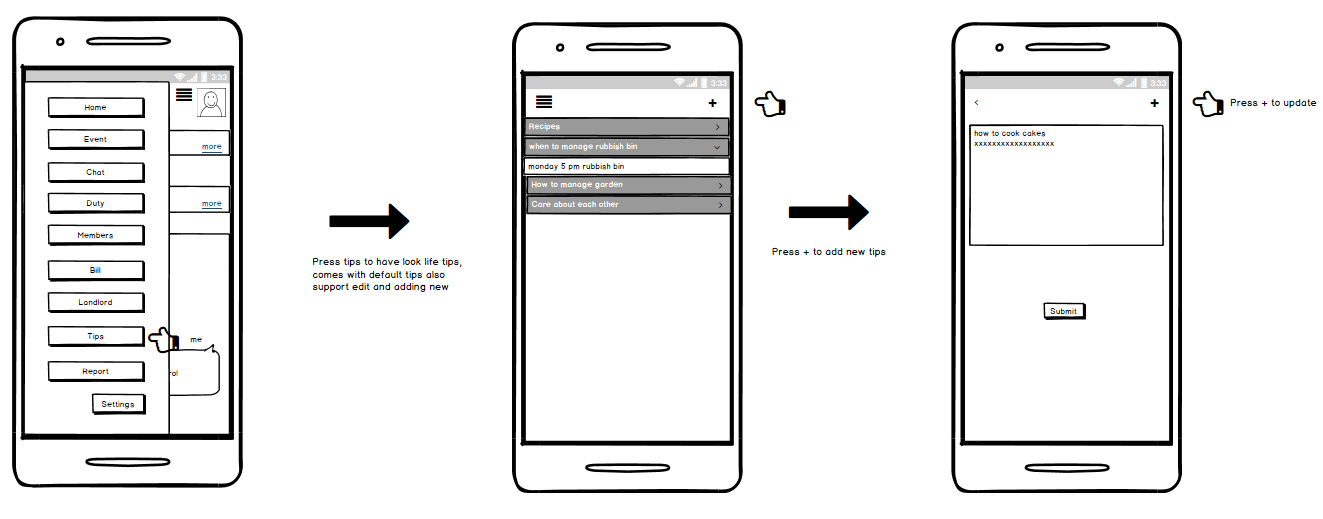 3:33
Home
Event
Chat
Duty
Members
Bill
Landlord
Tips
Report
Settings
more
more
me
ro!
Press tips to have look life tips,
comes with default tips also
support edit and adding new
3:33
+
Recipes
when to manage rubbish bin
monday 5 pm rubbish bin
How to manage garden
Care about each other
Press + to add new tips
3:33
<
+
how to cook cakes
xxxxxxxxxxxxxxxxx
Submit
Press + to update